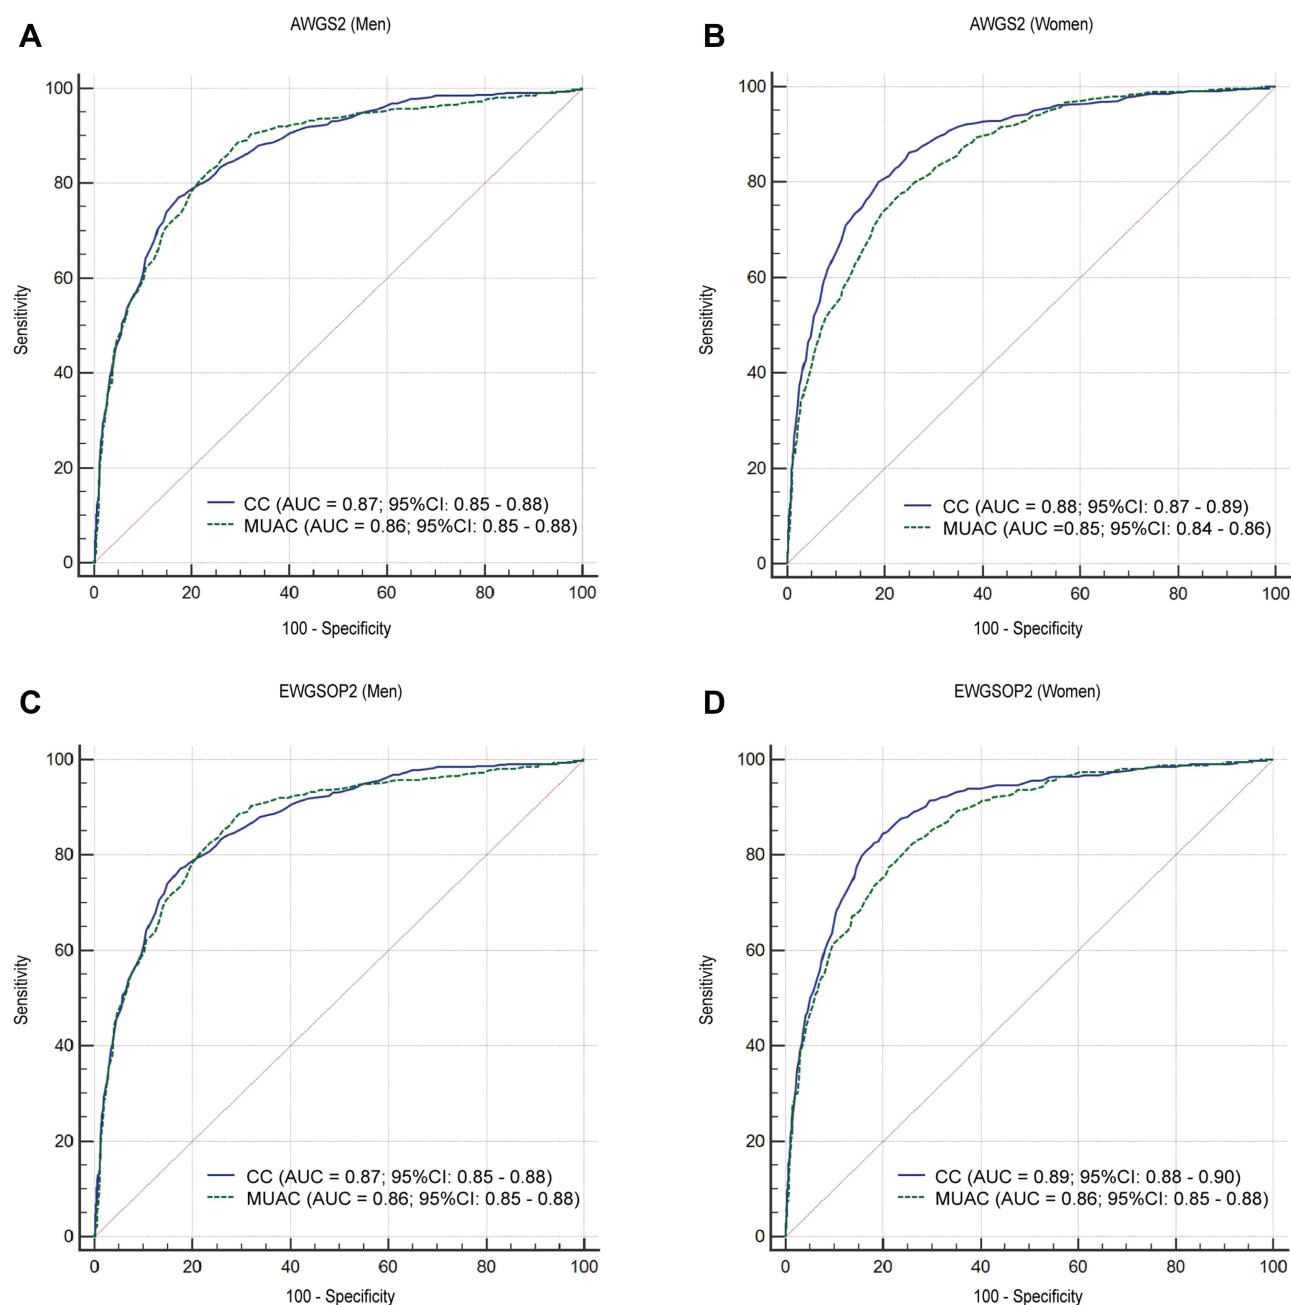 A
AWGS2 (Men)
100
80
60
40
20
0
Sensitivity
CC (AUC = 0.87; 95%CI: 0.85 - 0.88)
MUAC (AUC = 0.86; 95%CI: 0.85 - 0.88)
0 20 40 60 80 100
100 - Specificity
B
AWGS2 (Women)
100
80
60
40
20
0
Sensitivity
CC (AUC = 0.88; 95%CI: 0.87 - 0.89)
MUAC (AUC =0.85; 95%CI: 0.84 - 0.86)
0 20 40 60 80 100
100 - Specificity
C
EWGSOP2 (Men)
100
80
60
40
20
0
Sensitivity
CC (AUC = 0.87; 95%CI: 0.85 - 0.88)
MUAC (AUC = 0.86; 95%CI: 0.85 - 0.88)
0 20 40 60 80 100
100 - Specificity
D
EWGSOP2 (Women)
100
80
60
40
20
0
Sensitivity
CC (AUC = 0.89; 95%CI: 0.88 - 0.90)
MUAC (AUC = 0.86; 95%CI: 0.85 - 0.88)
0 20 40 60 80 100
100 - Specificity